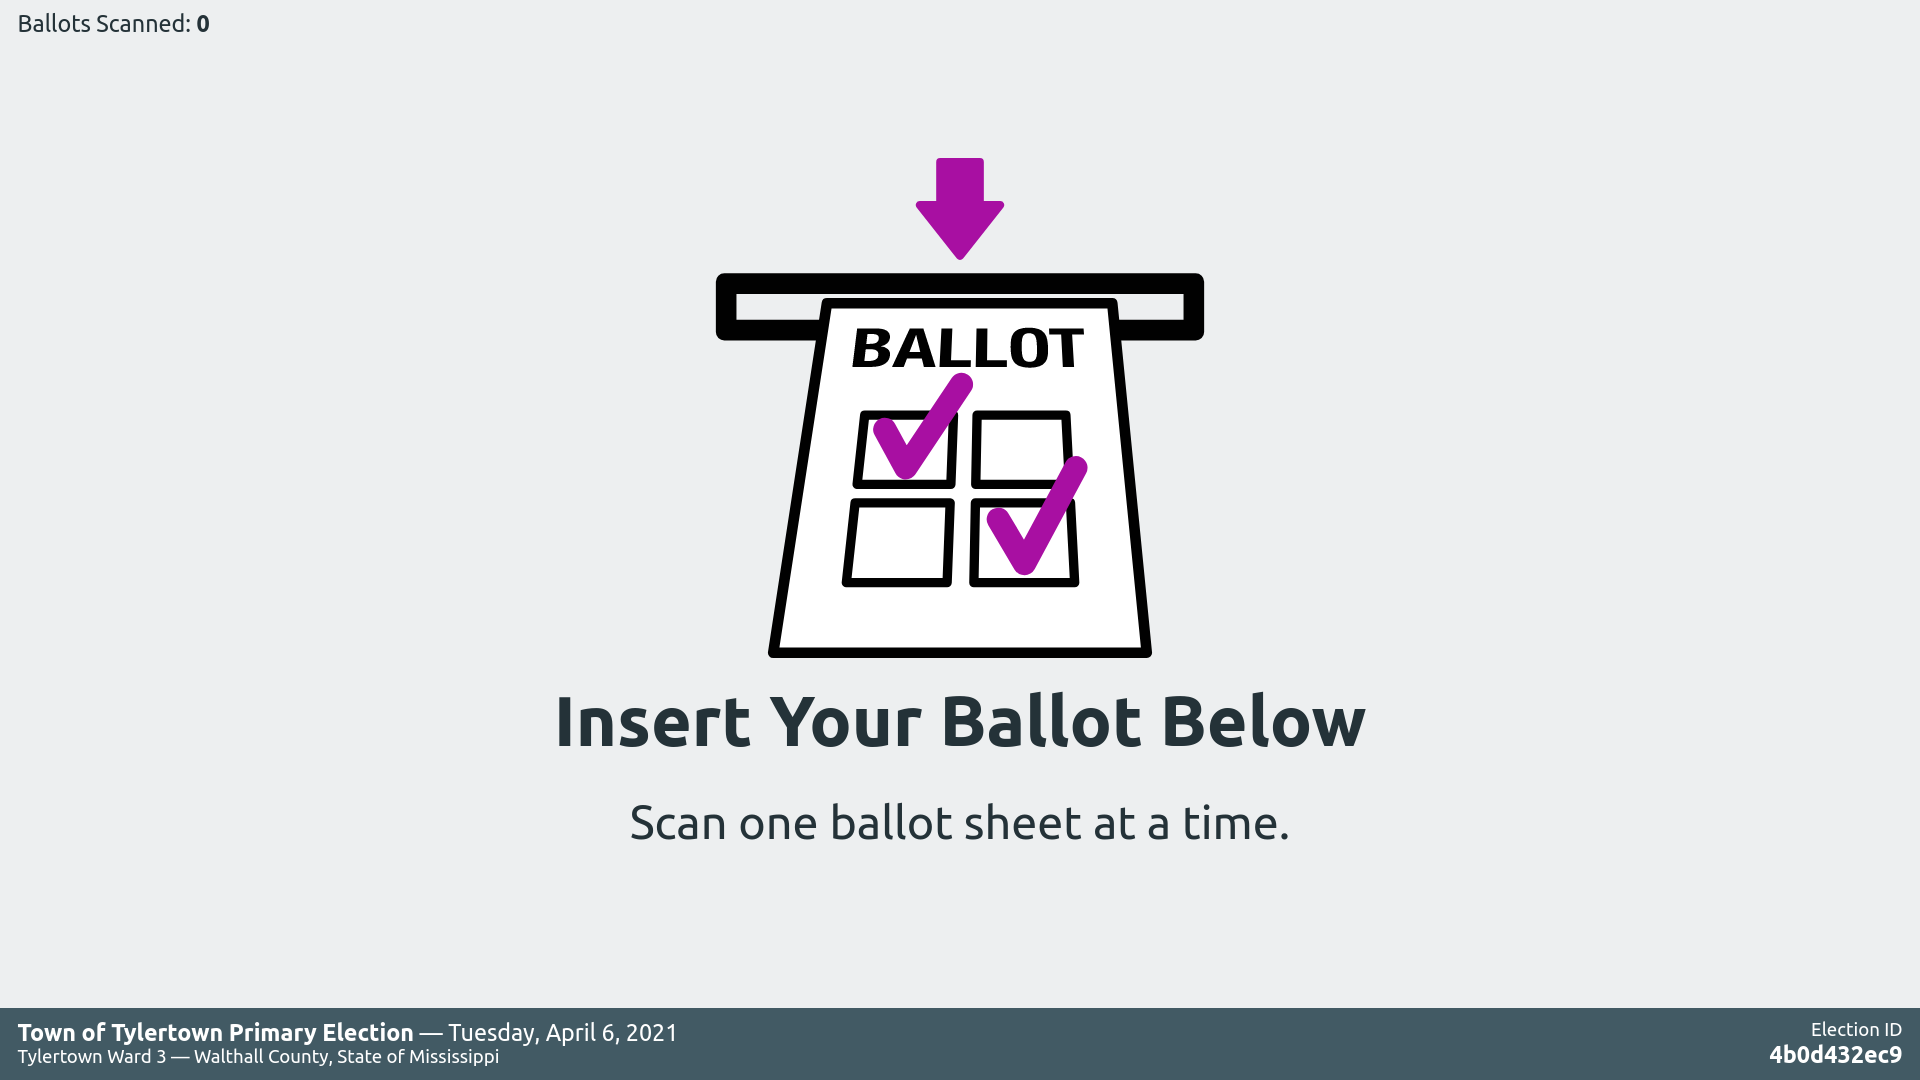 Ballots Scanned: 0
BALLOT
Insert Your Ballot Below
Scan one ballot sheet at a time.
Town of Tylertown Primary Election — Tuesday, April 6, 2021
Tylertown Ward 3 — Walthall County, State of Mississippi
Election ID
4b0d432ec9